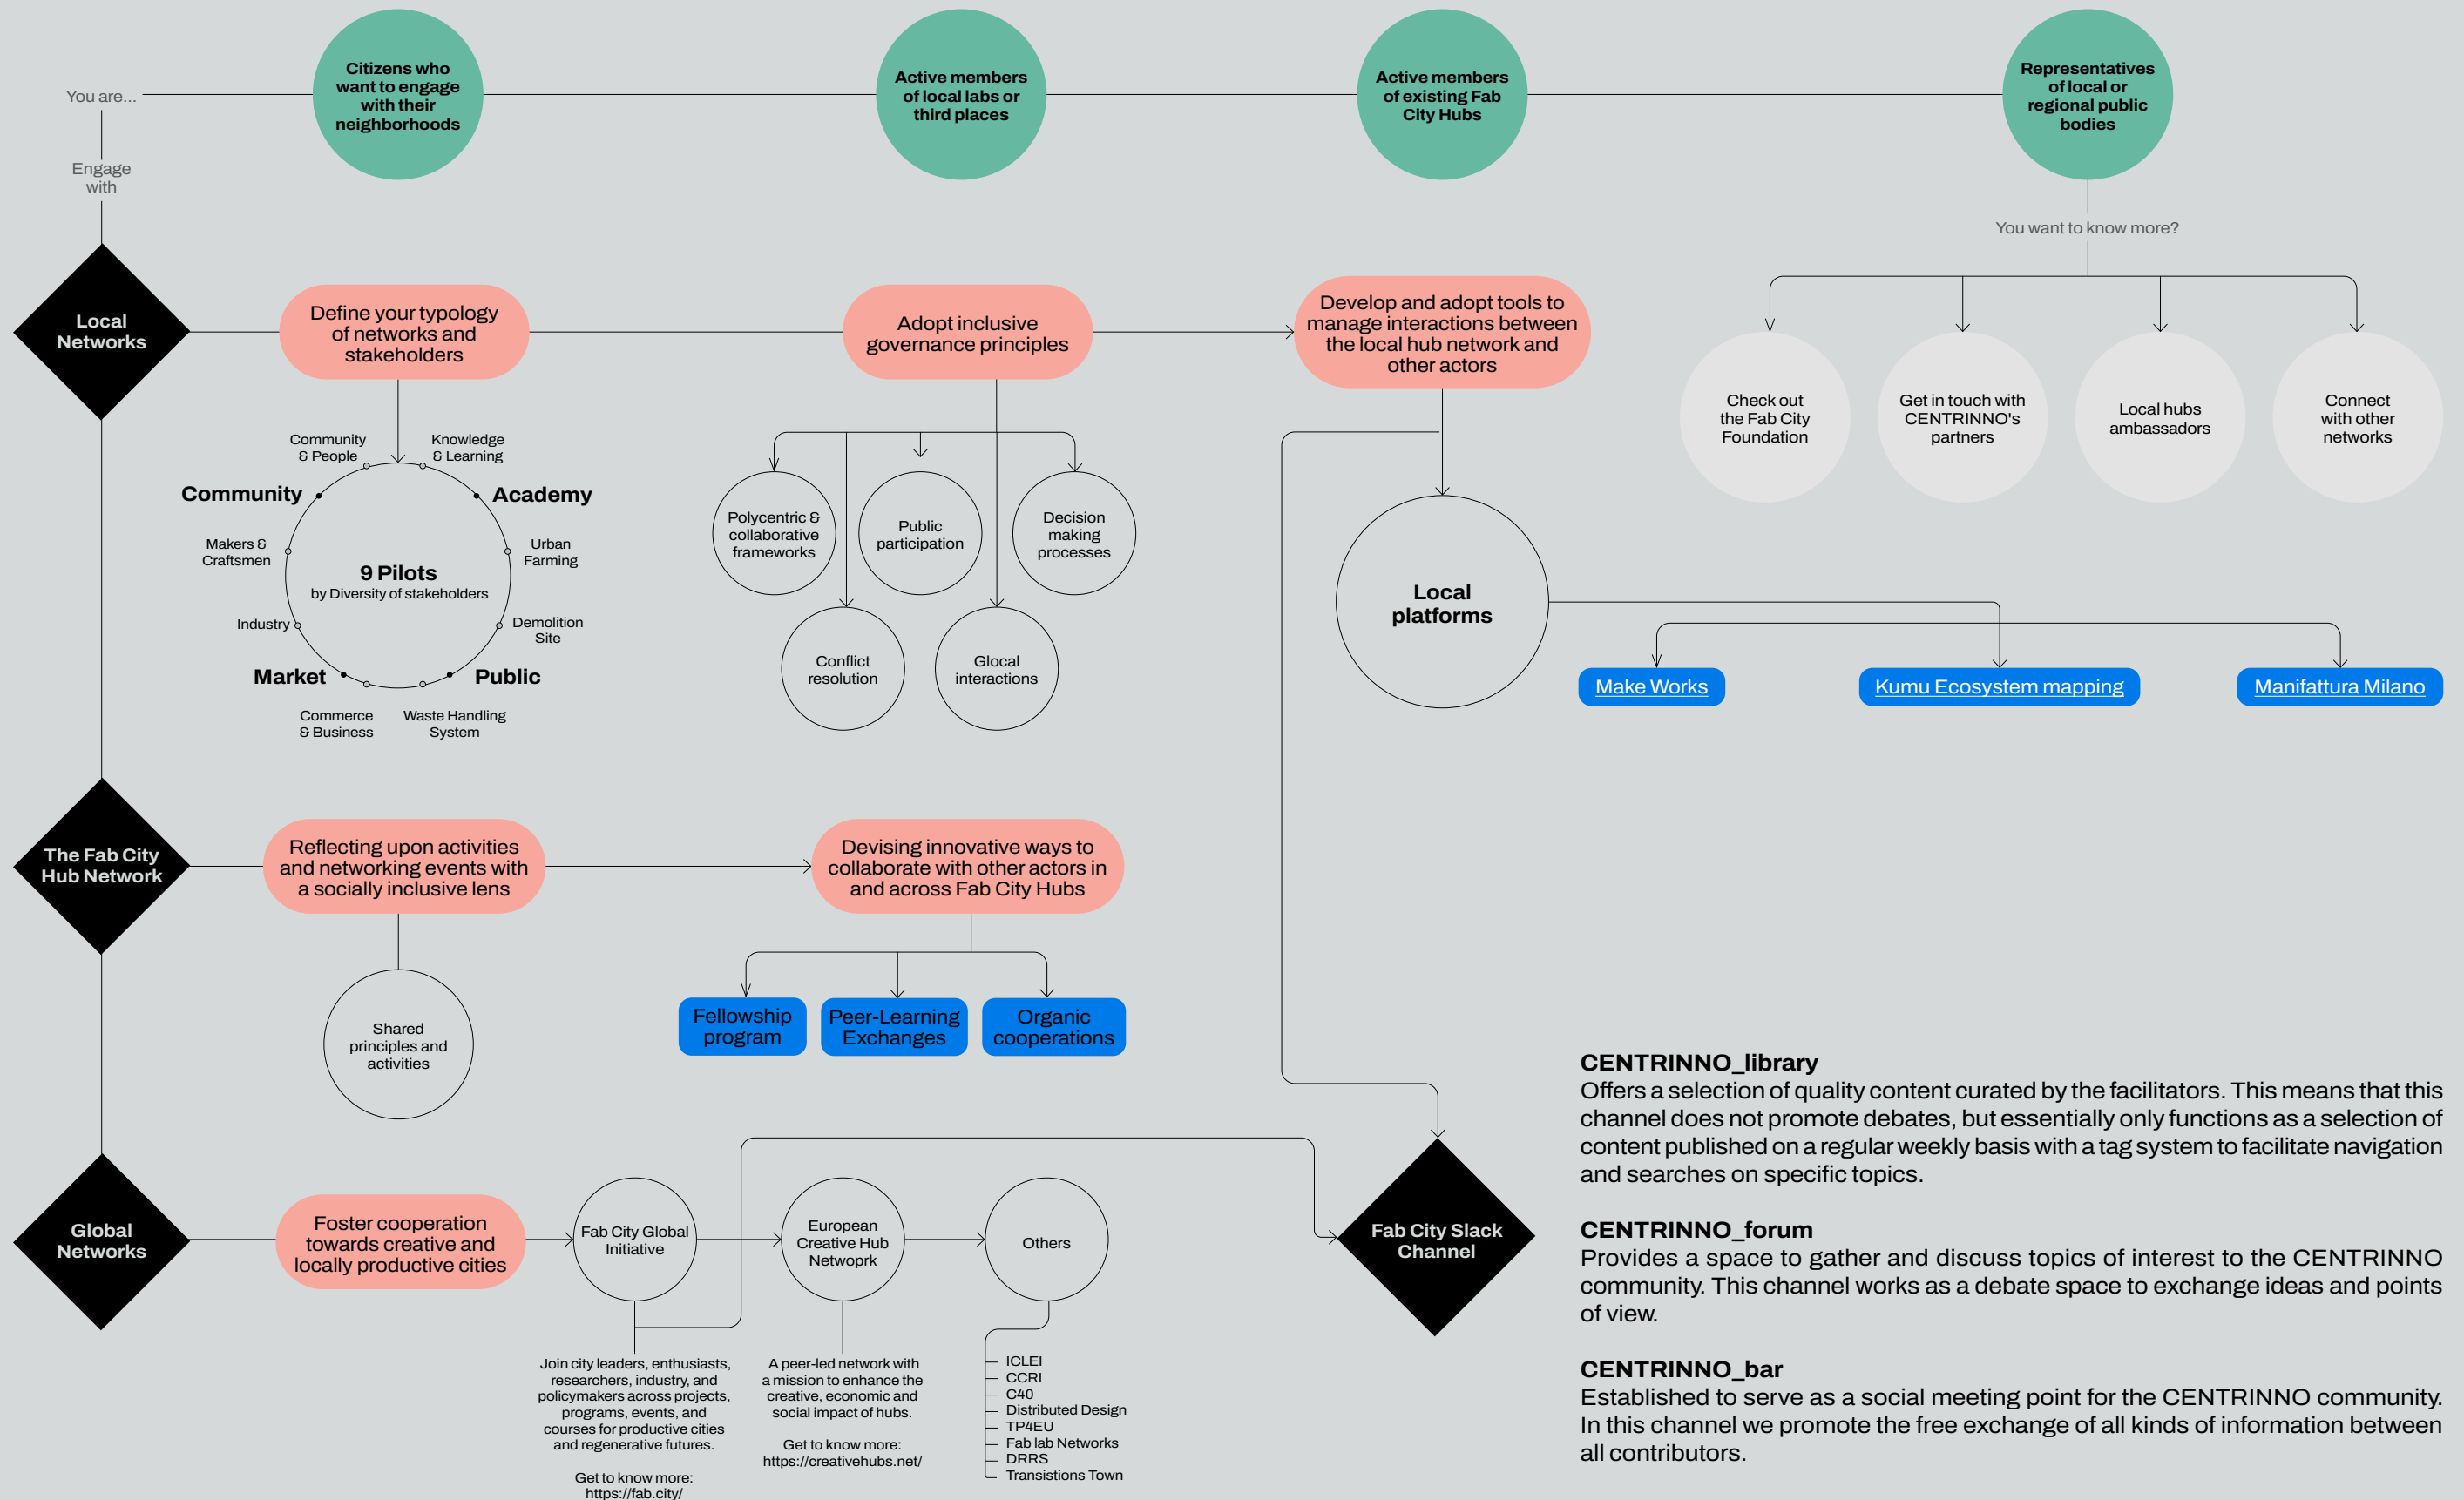 You are...
Citizens who
want to engage
with their
neighborhoods
Active members
of local labs or
third places
Active members
of existing Fab
City Hubs
Representatives
of local or
regional public
bodies
Engage
with
You want to know more?
Local
Networks
Define your typology
of networks and
stakeholders
Adopt inclusive
governance principles
Develop and adopt tools to
manage interactions between
the local hub network and
other actors
Check out
the Fab City
Foundation
Get in touch with
CENTRINNO's
partners
Local hubs
ambassadors
Connect
with other
networks
Community
& People
Knowledge
& Learning
Community
Academy
Makers &
Craftsmen
Urban
Farming
9 Pilots
by Diversity of stakeholders
Industry
Demolition
Site
Market
Public
Commerce
& Business
Waste Handling
System
Polycentric &
collaborative
frameworks
Public
participation
Decision
making
processes
Conflict
resolution
Glocal
interactions
Local
platforms
Make Works
Kumu Ecosystem mapping
Manifattura Milano
The Fab City
Hub Network
Reflecting upon activities
and networking events with
a socially inclusive lens
Devising innovative ways to
collaborate with other actors in
and across Fab City Hubs
Shared
principles and
activities
Fellowship
program
Peer-Learning
Exchanges
Organic
cooperations
Global
Networks
Foster cooperation
towards creative and
locally productive cities
Fab City Global
Initiative
European
Creative Hub
Netwoprk
Others
Fab City Slack
Channel
Join city leaders, enthusiasts,
researchers, industry, and
policymakers across projects,
programs, events, and
courses for productive cities
and regenerative futures.
Get to know more:
https://fab.city/
A peer-led network with
a mission to enhance the
creative, economic and
social impact of hubs.
Get to know more:
https://creativehubs.net/
ICLEI
CCRI
C40
Distributed Design
TP4EU
Fab lab Networks
DRRS
Transistions Town
CENTRINNO_library
Offers a selection of quality content curated by the facilitators. This means that this
channel does not promote debates, but essentially only functions as a selection of
content published on a regular weekly basis with a tag system to facilitate navigation
and searches on specific topics.
CENTRINNO_forum
Provides a space to gather and discuss topics of interest to the CENTRINNO
community. This channel works as a debate space to exchange ideas and points
of view.
CENTRINNO_bar
Established to serve as a social meeting point for the CENTRINNO community.
In this channel we promote the free exchange of all kinds of information between
all contributors.